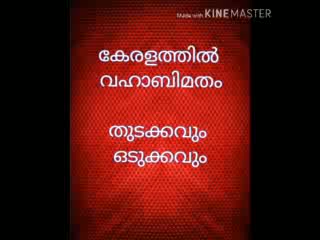 Made with KINEMASTER
കേരളത്തിൽ
വഹാബിമതം
തുടക്കവും
ഒടുക്കവും